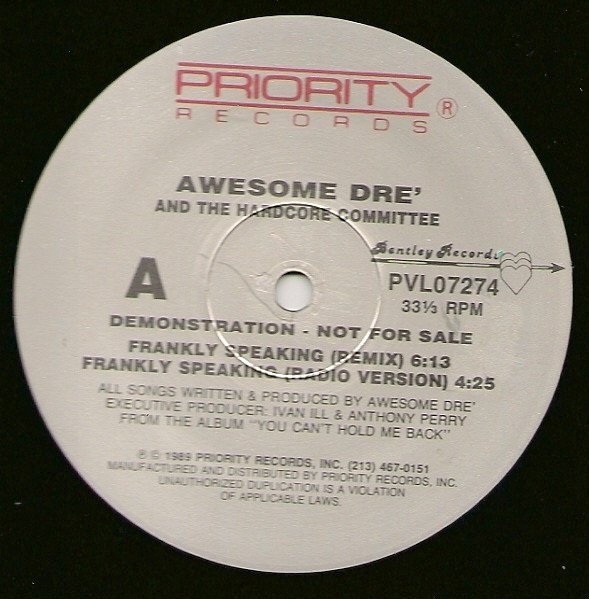 PRIORITY®
RECORDS
AWESOME DRE'
AND THE HARDCORE COMMITTEE
Bentley Records
A
PVL07274
33⅓ RPM
DEMONSTRATION - NOT FOR SALE
FRANKLY SPEAKING (REMIX) 6:13
FRANKLY SPEAKING (RADIO VERSION) 4:25
ALL SONGS WRITTEN & PRODUCED BY AWESOME DRE'
EXECUTIVE PRODUCER: IVAN ILL & ANTHONY PERRY
FROM THE ALBUM "YOU CAN'T HOLD ME BACK"
℗ © 1989 PRIORITY RECORDS, INC. (213) 467-0151
MANUFACTURED AND DISTRIBUTED BY PRIORITY RECORDS, INC.
UNAUTHORIZED DUPLICATION IS A VIOLATION
OF APPLICABLE LAWS.